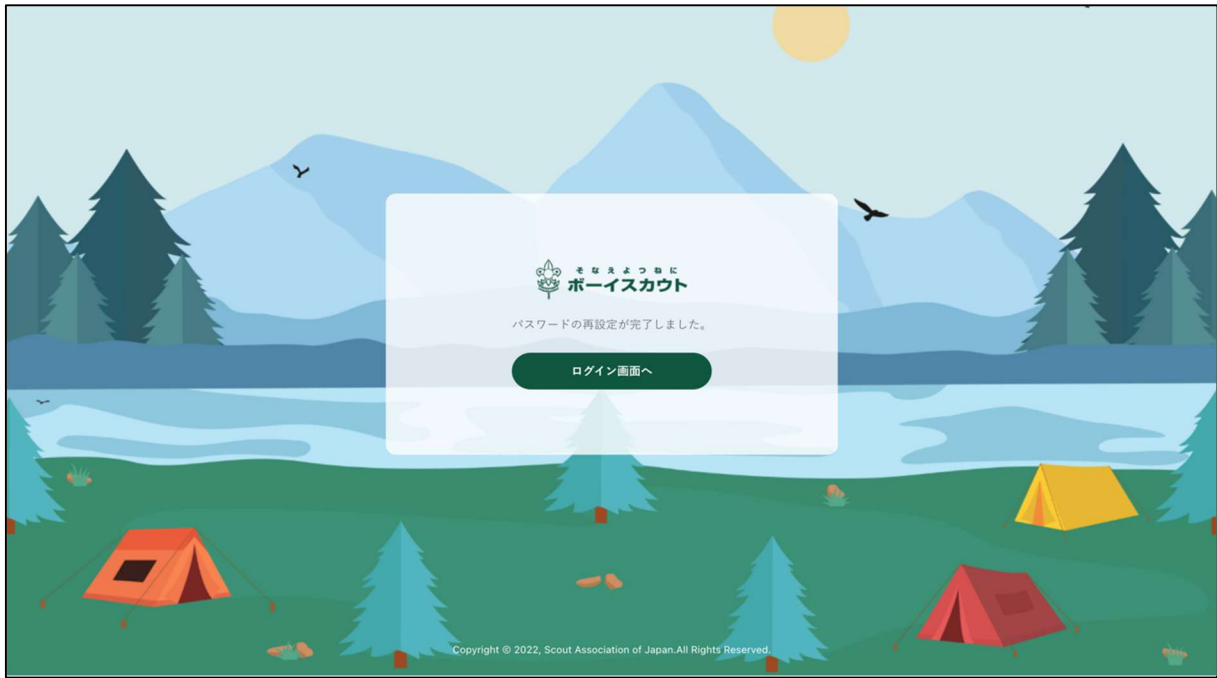 そなえよつねに
ボーイスカウト
パスワードの再設定が完了しました。
ログイン画面へ
Copyright © 2022, Scout Association of Japan.All Rights Reserved.